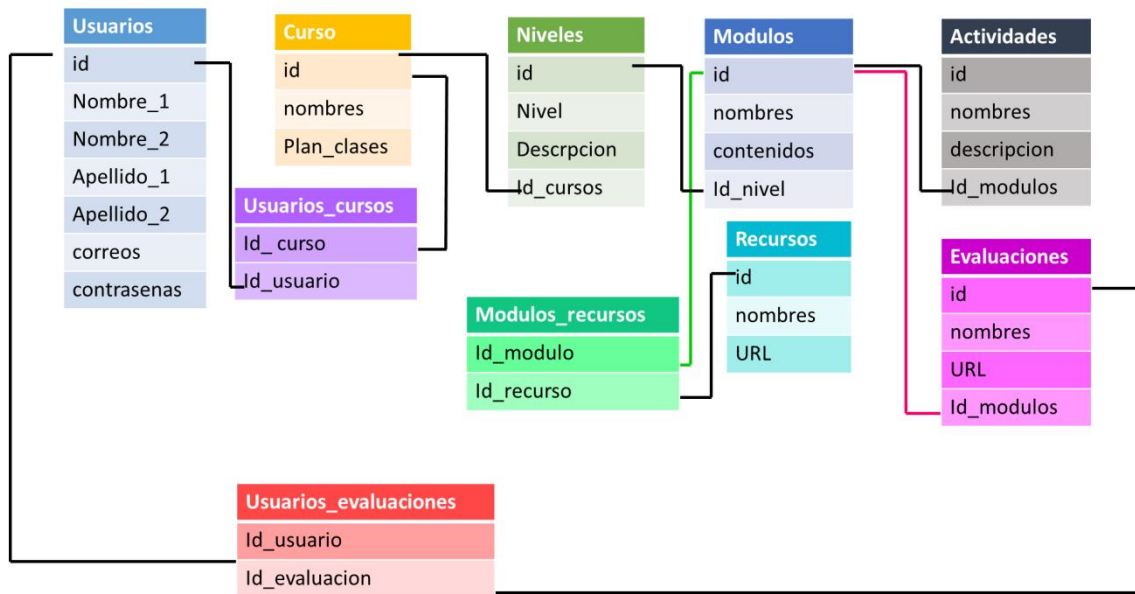 Usuarios
id
Nombre_1
Nombre_2
Apellido_1
Apellido_2
correos
contrasenas
Curso
id
nombres
Plan_clases
Usuarios_cursos
Id_ curso
Id_usuario
Niveles
id
Nivel
Descrpcion
Id_cursos
Modulos
id
nombres
contenidos
Id_nivel
Actividades
id
nombres
descripcion
Id_modulos
Modulos_recursos
Id_modulo
Id_recurso
Recursos
id
nombres
URL
Evaluaciones
id
nombres
URL
Id_modulos
Usuarios_evaluaciones
Id_usuario
Id_evaluacion